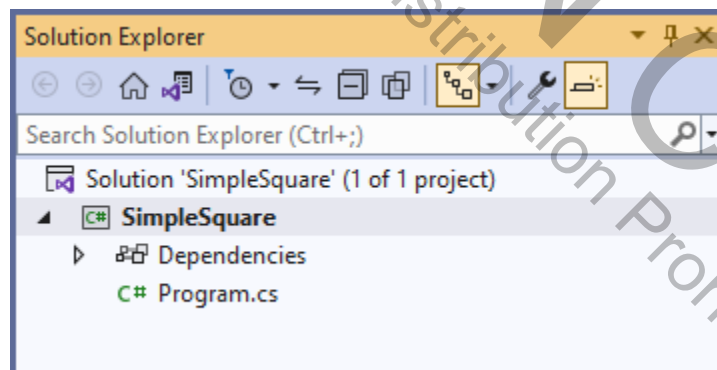 Solution Explorer
Search Solution Explorer (Ctrl+;)
Solution 'SimpleSquare' (1 of 1 project)
C# SimpleSquare
Dependencies
C# Program.cs